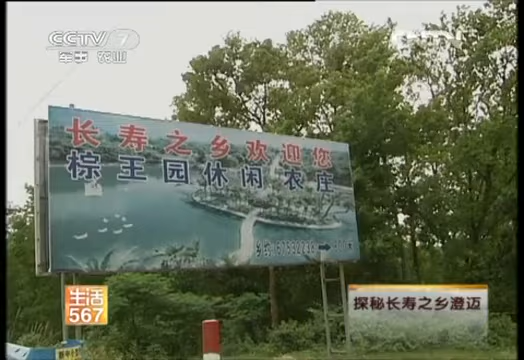 CCTV 7
军事 农业
长寿之乡欢迎您
棕王园休闲农庄
生活
567
探秘长寿之乡澄迈